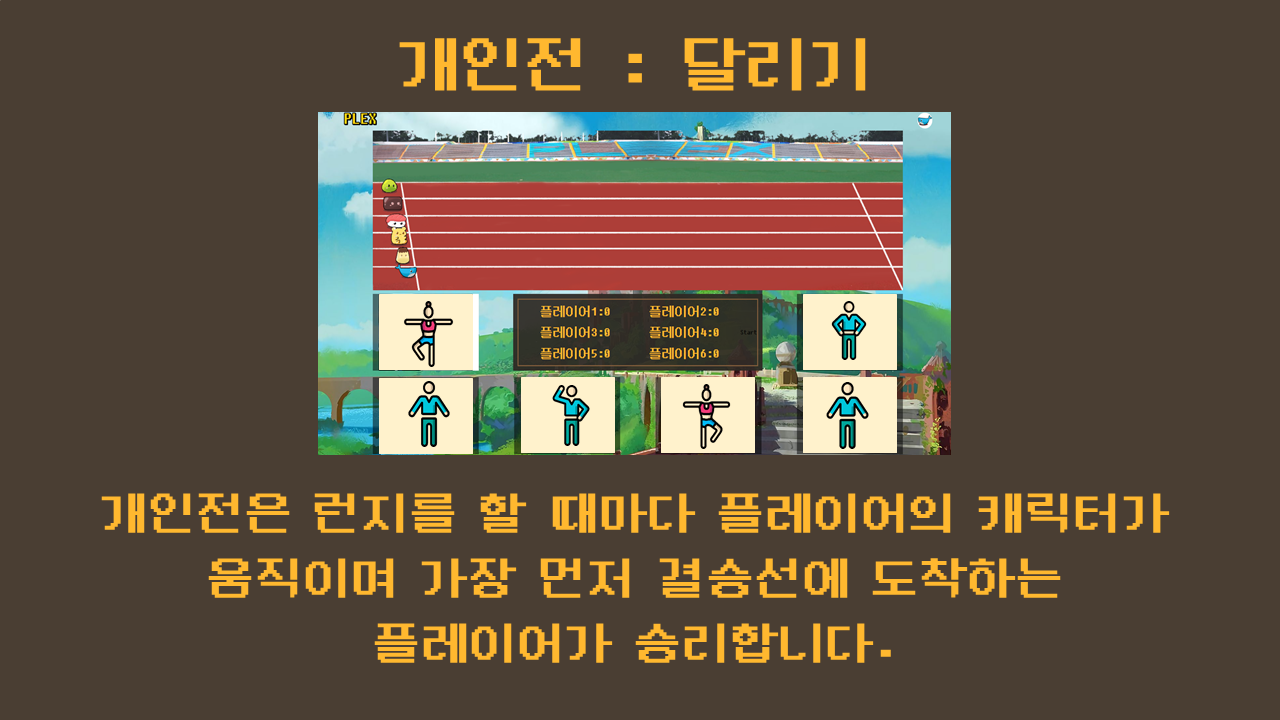 개인전 : 달리기
PLEX
플레이어1:0 플레이어2:0
플레이어3:0 플레이어4:0
Start
플레이어5:0 플레이어6:0
개인전은 런지를 할 때마다 플레이어의 캐릭터가
움직이며 가장 먼저 결승선에 도착하는
플레이어가 승리합니다.